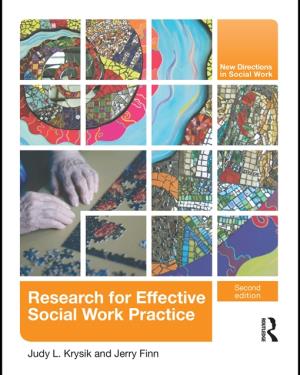 New Directions
in Social Work
Research for Effective
Social Work Practice
Second
edition
Judy L. Krysik and Jerry Finn
ROUTLEDGE